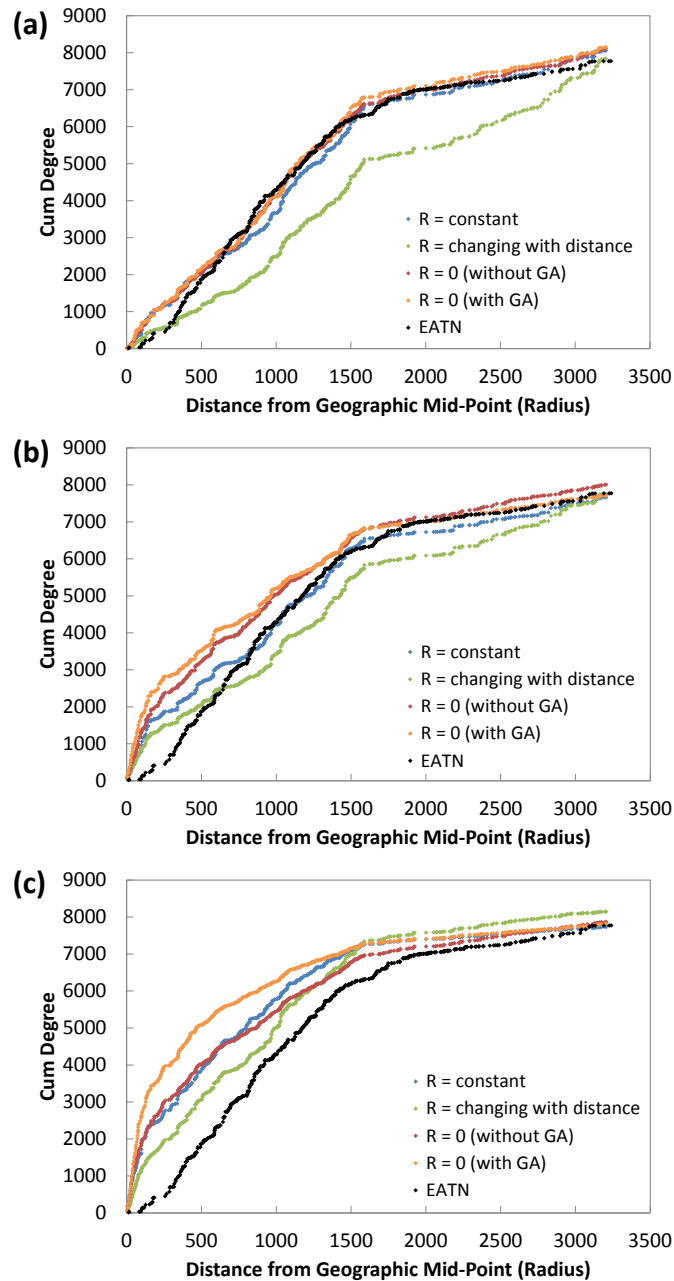 (a)
9000
8000
7000
6000
5000
4000
3000
2000
1000
0
Cum Degree
R = constant
R = changing with distance
R = 0 (without GA)
R = 0 (with GA)
EATN
0 500 1000 1500 2000 2500 3000 3500
Distance from Geographic Mid-Point (Radius)
(b)
9000
8000
7000
6000
5000
4000
3000
2000
1000
0
Cum Degree
R = constant
R = changing with distance
R = 0 (without GA)
R = 0 (with GA)
EATN
0 500 1000 1500 2000 2500 3000 3500
Distance from Geographic Mid-Point (Radius)
(c)
9000
8000
7000
6000
5000
4000
3000
2000
1000
0
Cum Degree
R = constant
R = changing with distance
R = 0 (without GA)
R = 0 (with GA)
EATN
0 500 1000 1500 2000 2500 3000 3500
Distance from Geographic Mid-Point (Radius)